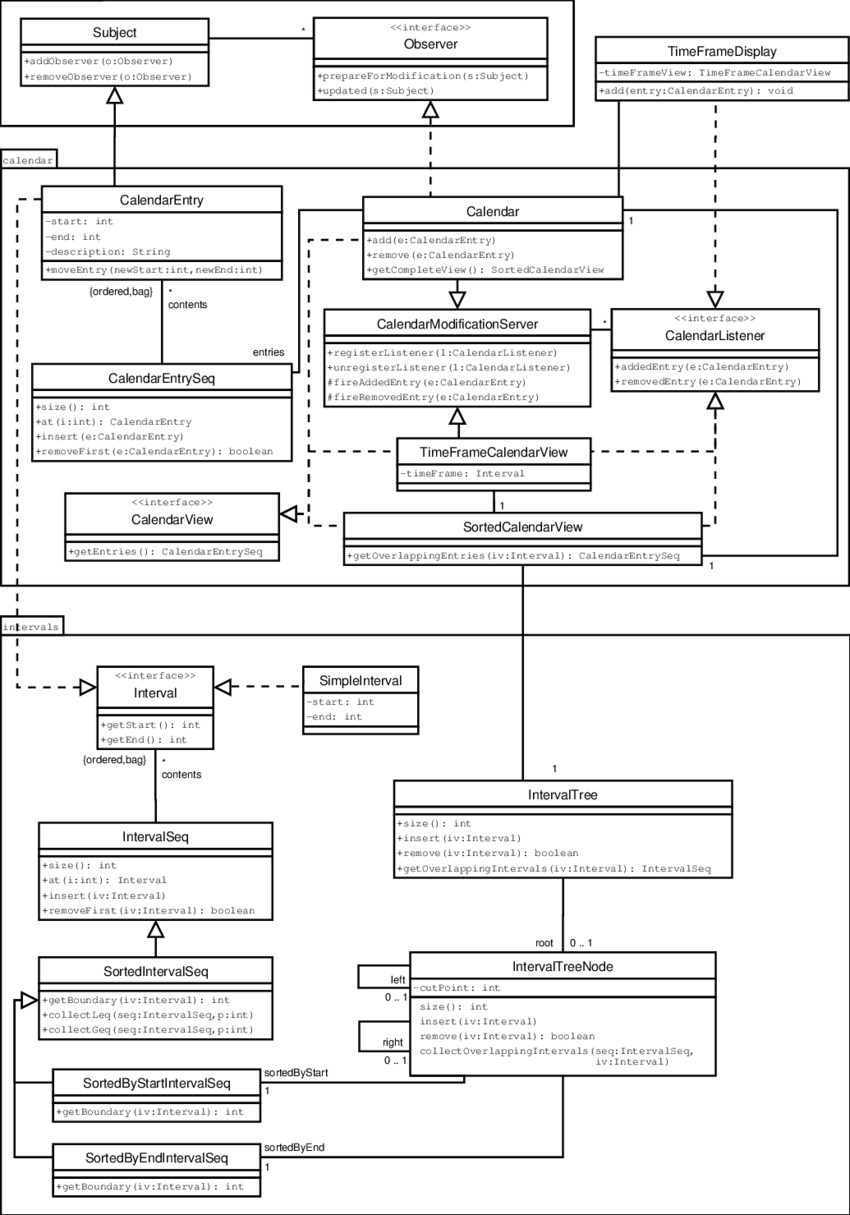 Subject
+addObserver(o:Observer)
+removeObserver(o:Observer)
*
<<interface>>
Observer
+prepareForModification(s:Subject)
+updated(s:Subject)
TimeFrameDisplay
-timeFrameView: TimeFrameCalendarView
+add(entry:CalendarEntry): void
calendar
CalendarEntry
-start: int
-end: int
-description: String
+moveEntry(newStart:int,newEnd:int)
{ordered,bag}
*
contents
entries
CalendarEntrySeq
+size(): int
+at(i:int): CalendarEntry
+insert(e:CalendarEntry)
+removeFirst(e:CalendarEntry): boolean
<<interface>>
CalendarView
+getEntries(): CalendarEntrySeq
Calendar
+add(e:CalendarEntry)
+remove(e:CalendarEntry)
+getCompleteView(): SortedCalendarView
1
CalendarModificationServer
+registerListener(l:CalendarListener)
+unregisterListener(l:CalendarListener)
#fireAddedEntry(e:CalendarEntry)
#fireRemovedEntry(e:CalendarEntry)
*
<<interface>>
CalendarListener
+addedEntry(e:CalendarEntry)
+removedEntry(e:CalendarEntry)
TimeFrameCalendarView
-timeFrame: Interval
1
SortedCalendarView
+getOverlappingEntries(iv:Interval): CalendarEntrySeq
1
intervals
<<interface>>
Interval
+getStart(): int
+getEnd(): int
SimpleInterval
-start: int
-end: int
{ordered,bag}
*
contents
IntervalSeq
+size(): int
+at(i:int): Interval
+insert(iv:Interval)
+removeFirst(iv:Interval): boolean
SortedIntervalSeq
+getBoundary(iv:Interval): int
+collectLeq(seq:IntervalSeq,p:int)
+collectGeq(seq:IntervalSeq,p:int)
1
IntervalTree
+size(): int
+insert(iv:Interval)
+remove(iv:Interval): boolean
+getOverlappingIntervals(iv:Interval): IntervalSeq
root
0 .. 1
IntervalTreeNode
-cutPoint: int
size(): int
insert(iv:Interval)
remove(iv:Interval): boolean
collectOverlappingIntervals(seq:IntervalSeq,
iv:Interval)
left
0 .. 1
right
0 .. 1
SortedByStartIntervalSeq
+getBoundary(iv:Interval): int
sortedByStart
1
SortedByEndIntervalSeq
+getBoundary(iv:Interval): int
sortedByEnd
1